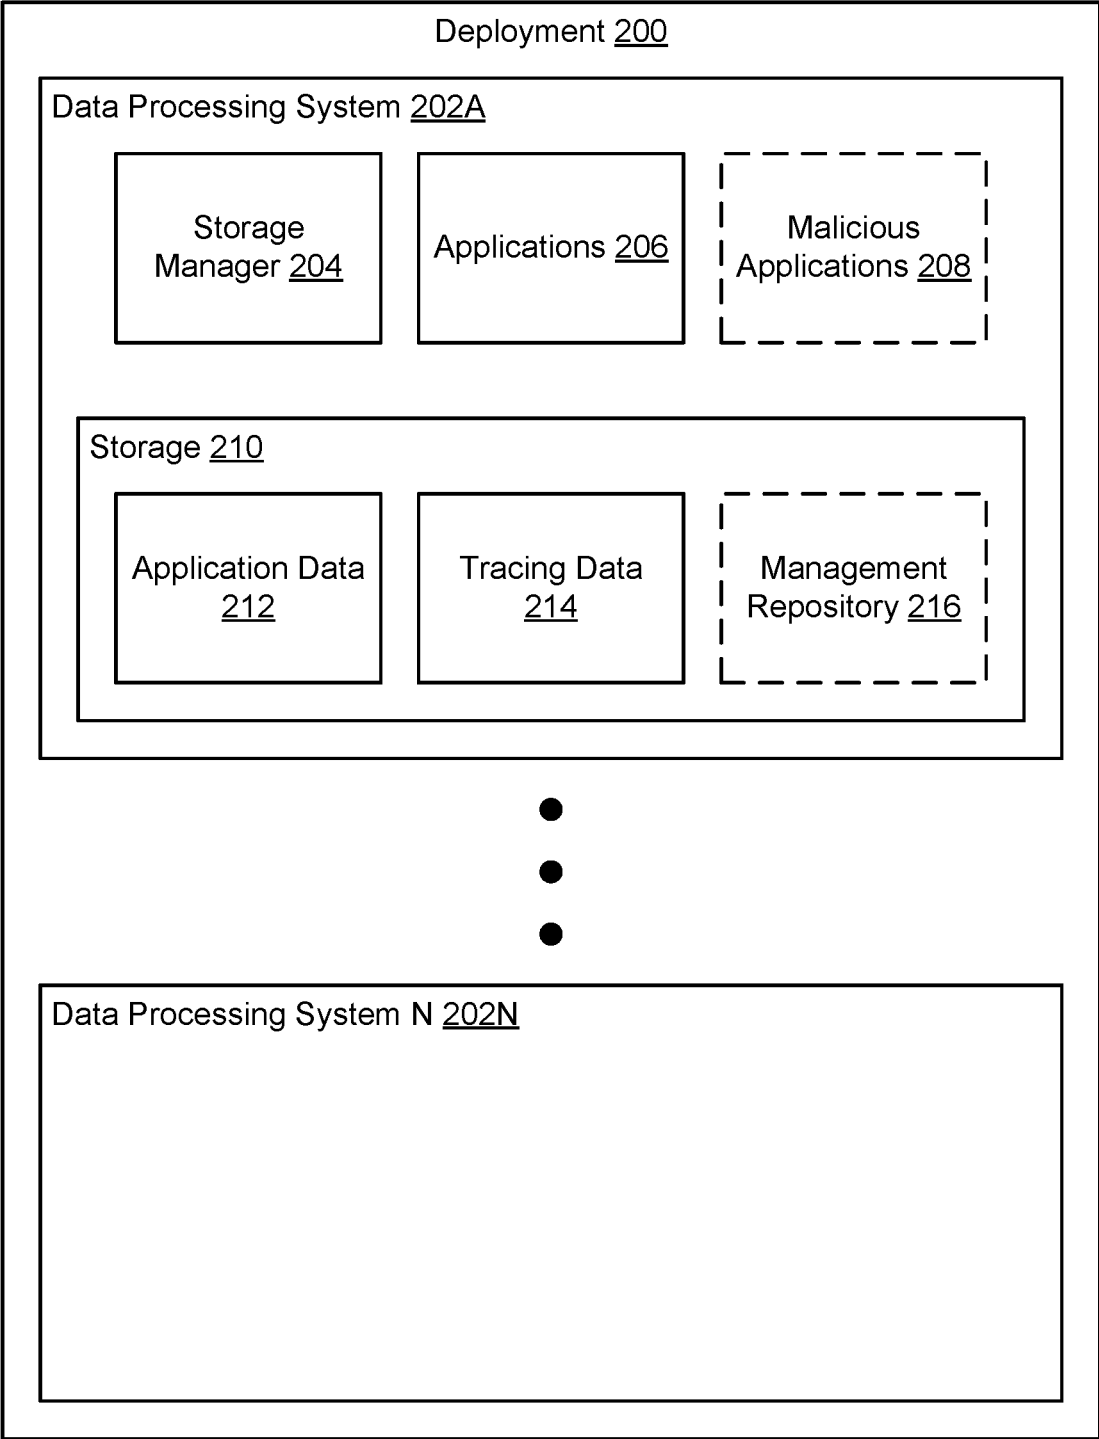 Deployment 200
Data Processing System 202A
Storage
Manager 204
Applications 206
Malicious
Applications 208
Storage 210
Application Data
212
Tracing Data
214
Management
Repository 216
Data Processing System N 202N